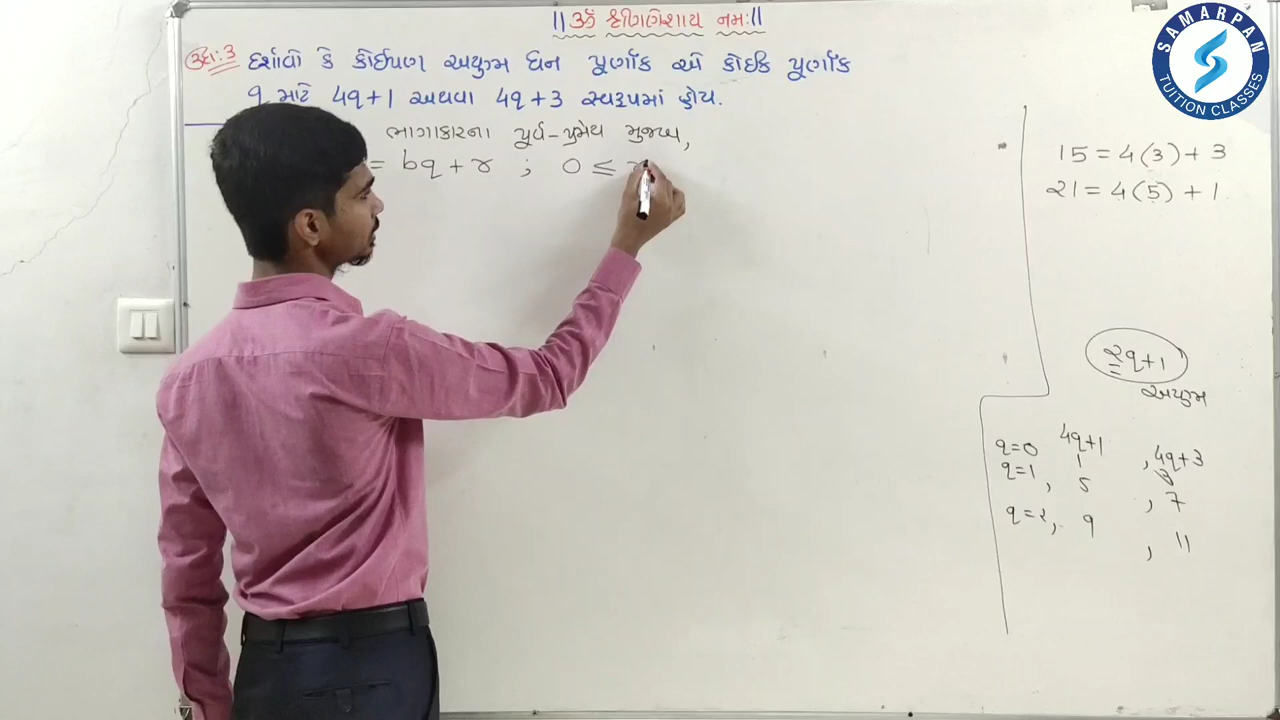 ||ૐ શ્રી ગણેશાય નમઃ||
ઉદા:3 દર્શાવો કે કોઈપણ અયુગ્મ ધન પૂર્ણાંક એ કોઈક પૂર્ણાંક
q માટે 4q+1 અથવા 4q+3 સ્વરૂપમાં હોય.
ભાગાકારના પૂર્વ-પ્રમેય મુજબ,
= bq + r ; 0 ≤
15 = 4(3) + 3
21 = 4(5) + 1
2q+1
અયુગ્મ
4q+1 , 4q+3
q=0 1 3
q=1, 5 , 7
q=2, 9 , 11
SAMARPAN
TUITION CLASSES